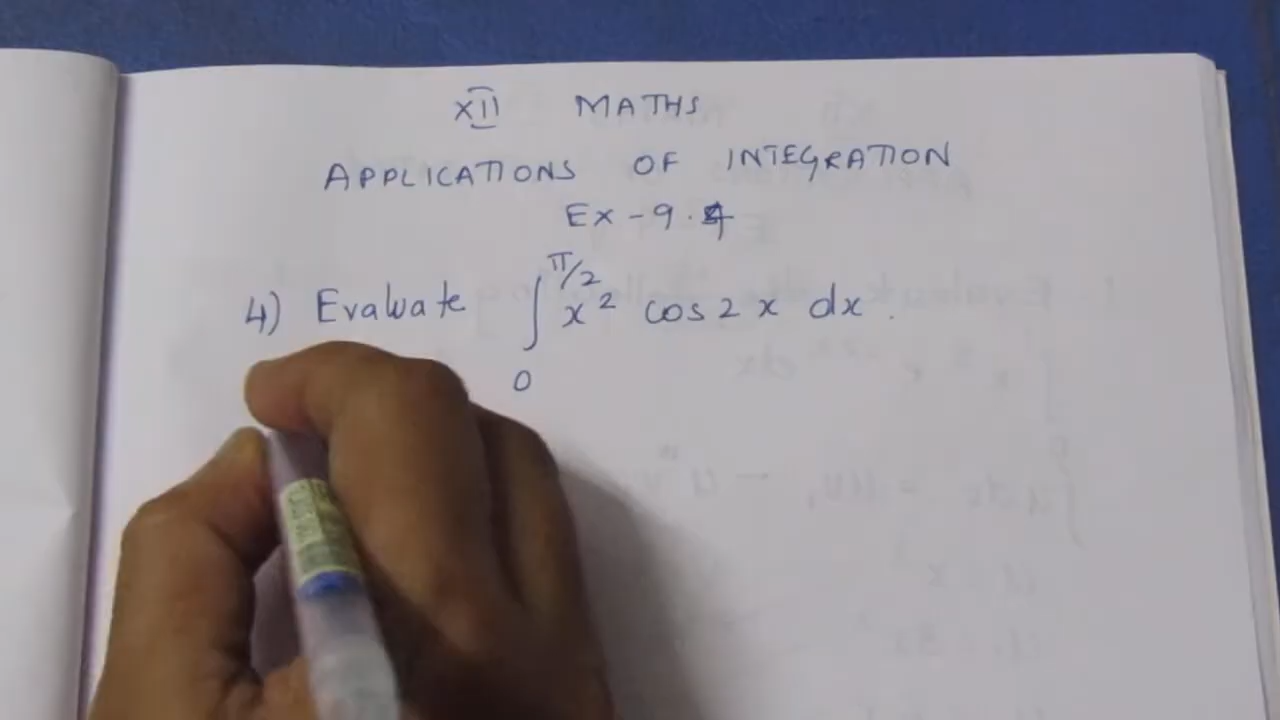 XII MATHS
APPLICATIONS OF INTEGRATION
Ex - 9.4
4) Evaluate ∫₀^{π/2} x² cos 2x dx.